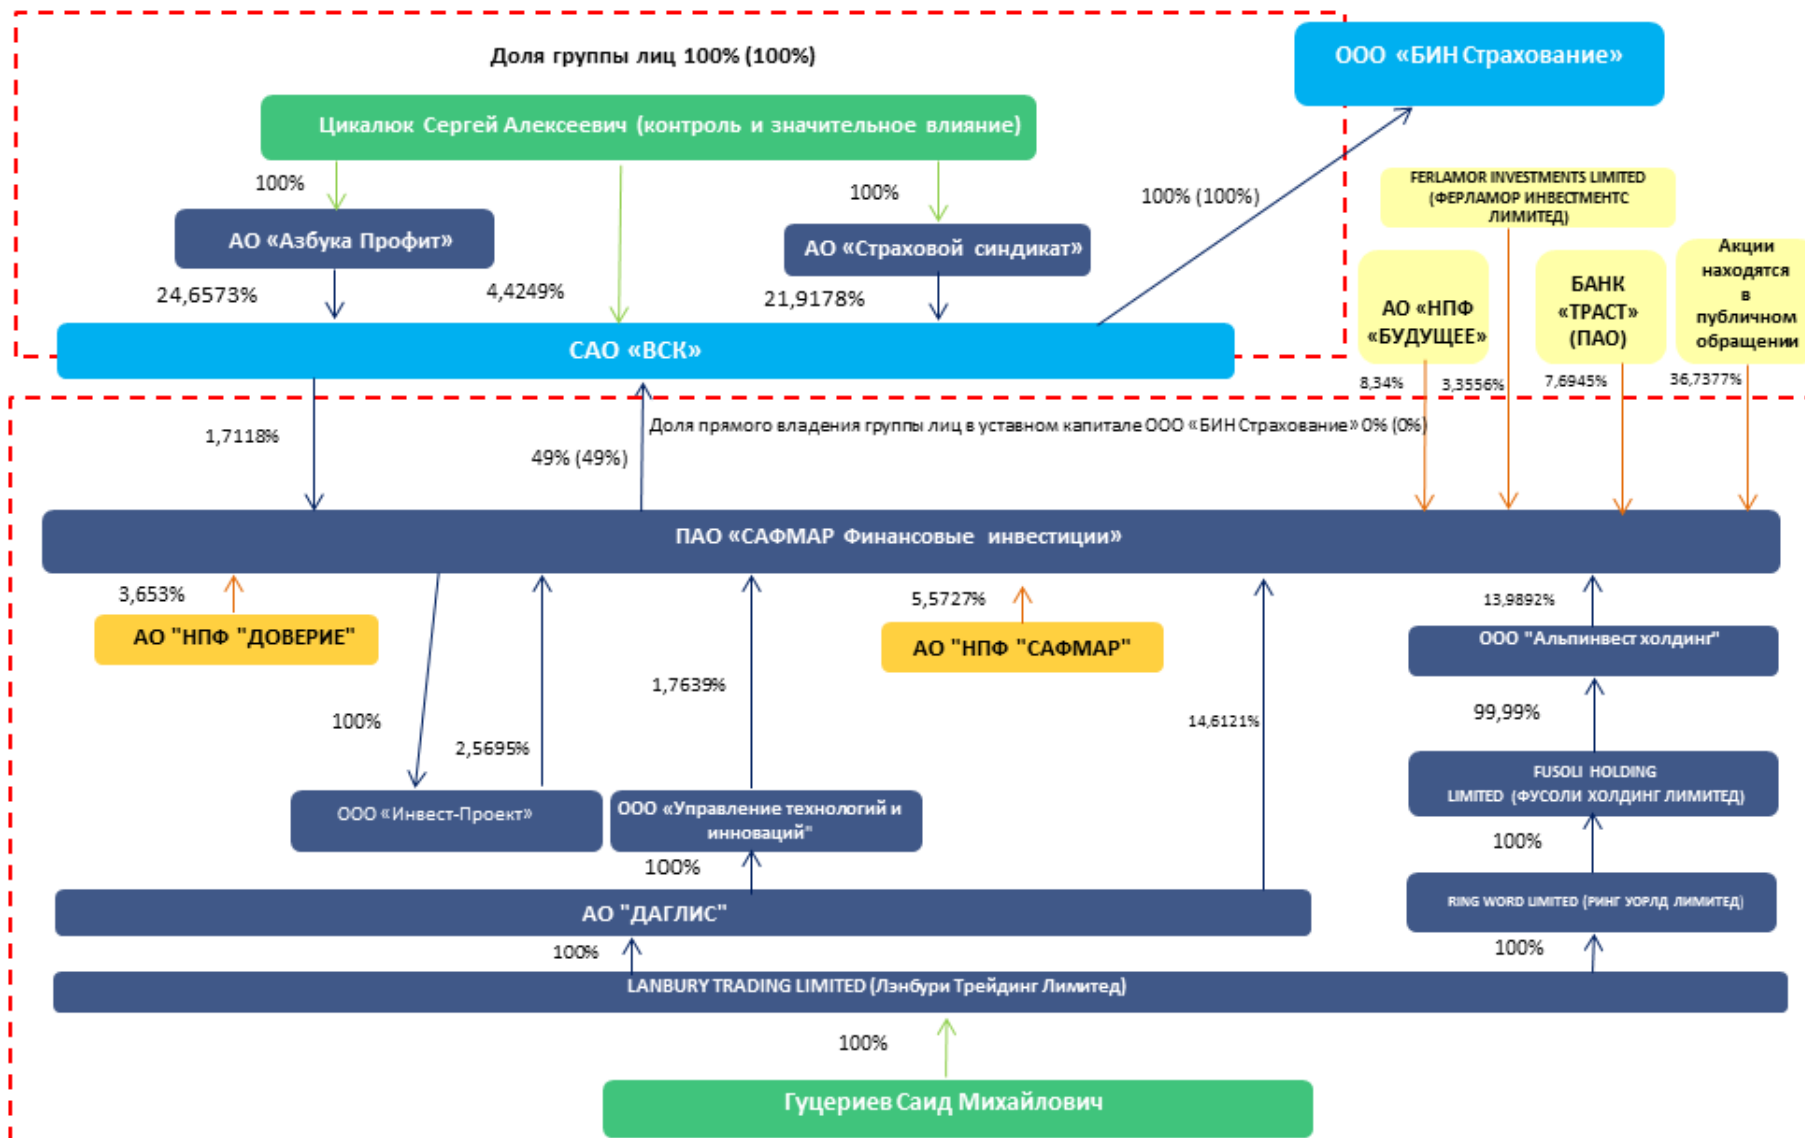 Доля группы лиц 100% (100%)
ООО «БИН Страхование»
Цикалюк Сергей Алексеевич (контроль и значительное влияние)
100%
100%
100% (100%)
FERLAMOR INVESTMENTS LIMITED
(ФЕРЛАМОР ИНВЕСТМЕНТС
ЛИМИТЕД)
АО «Азбука Профит»
АО «Страховой синдикат»
Акции
находятся
в
публичном
обращении
АО «НПФ
«БУДУЩЕЕ»
БАНК
«ТРАСТ»
(ПАО)
24,6573%
4,4249%
21,9178%
САО «ВСК»
8,34%
3,3556%
7,6945%
36,7377%
1,7118%
49% (49%)
Доля прямого владения группы лиц в уставном капитале ООО «БИН Страхование» 0% (0%)
ПАО «САФМАР Финансовые инвестиции»
3,653%
5,5727%
13,9892%
АО "НПФ "ДОВЕРИЕ"
АО "НПФ "САФМАР"
ООО "Альпинвест холдинг"
1,7639%
100%
2,5695%
14,6121%
99,99%
ООО «Инвест-Проект»
ООО «Управление технологий и
инноваций"
FUSOLI HOLDING
LIMITED (ФУСОЛИ ХОЛДИНГ ЛИМИТЕД)
100%
100%
АО "ДАГЛИС"
RING WORD LIMITED (РИНГ УОРЛД ЛИМИТЕД)
100%
100%
LANBURY TRADING LIMITED (Лэнбури Трейдинг Лимитед)
100%
Гуцериев Саид Михайлович